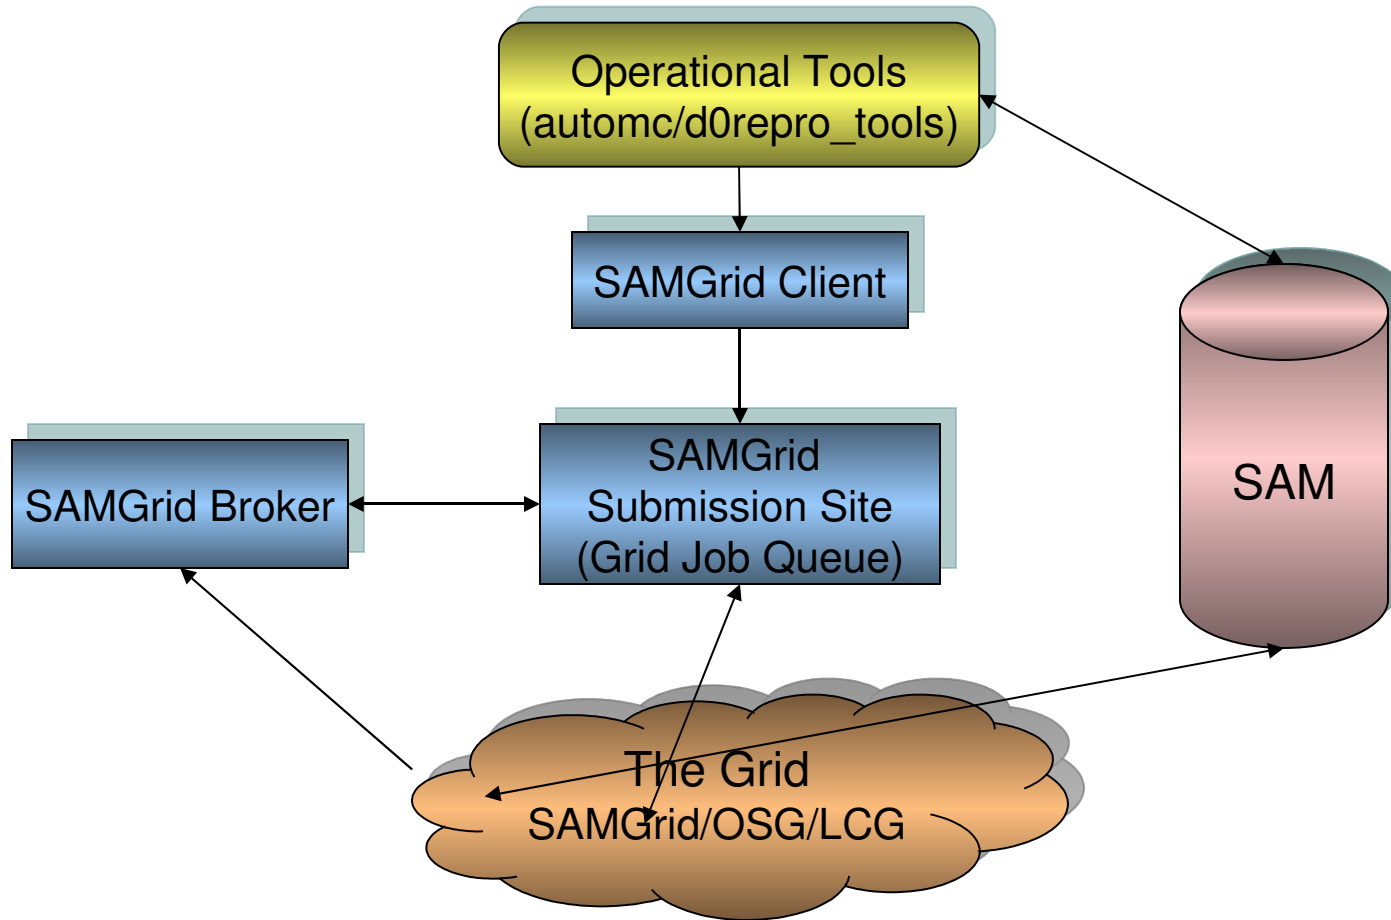 Operational Tools
(automc/d0repro_tools)
SAMGrid Client
SAMGrid Broker
SAMGrid
Submission Site
(Grid Job Queue)
SAM
The Grid
SAMGrid/OSG/LCG